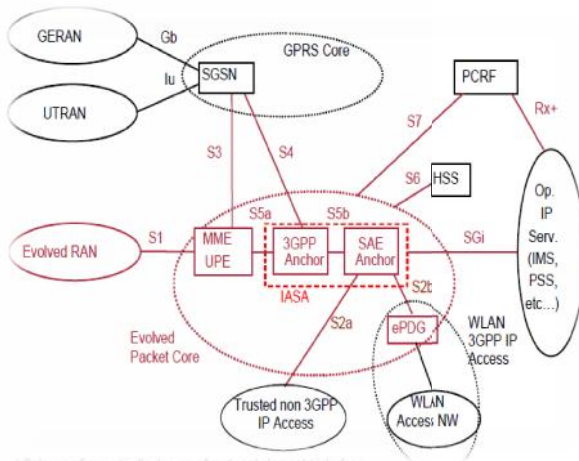 GERAN
Gb
GPRS Core
SGSN
PCRF
Iu
UTRAN
Rx+
S7
S3
S4
S6
HSS
Op.
IP
Serv.
(IMS,
PSS,
etc...)
S5a
S5b
S1
MME
UPE
3GPP
Anchor
SAE
Anchor
SGi
Evolved RAN
IASA
S2b
S2a
ePDG
WLAN
3GPP IP
Access
Evolved
Packet Core
Trusted non 3GPP
IP Access
WLAN
Access NW